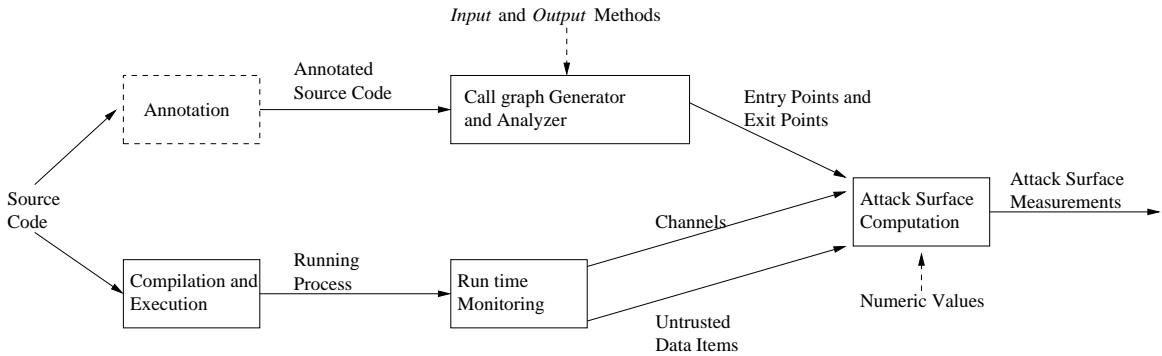 Input and Output Methods
Annotated
Source Code
Annotation
Call graph Generator
and Analyzer
Entry Points and
Exit Points
Source
Code
Attack Surface
Computation
Attack Surface
Measurements
Channels
Compilation and
Execution
Running
Process
Run time
Monitoring
Numeric Values
Untrusted
Data Items